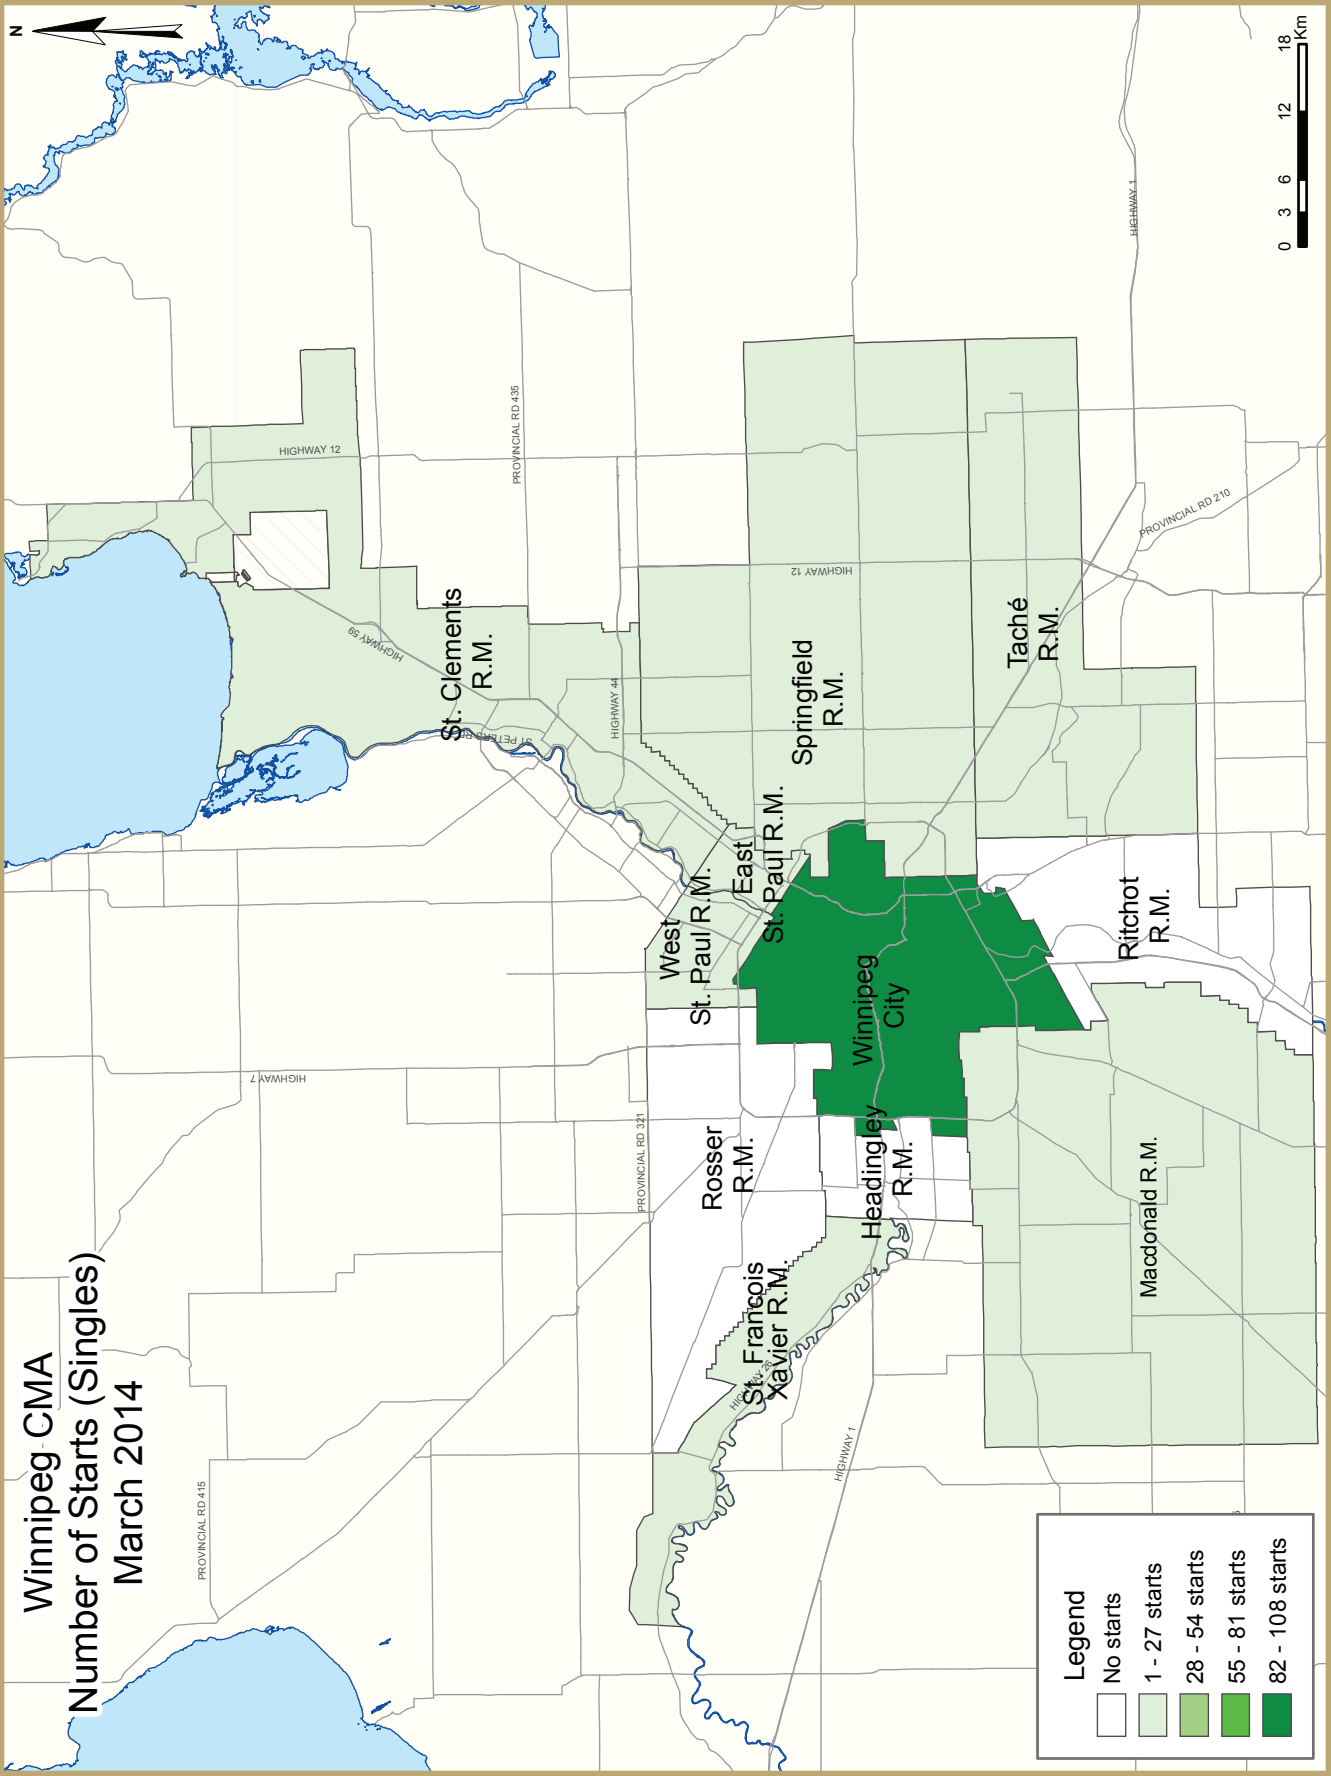 Winnipeg CMA
Number of Starts (Singles)
March 2014
N
HIGHWAY 12
PROVINCIAL RD 435
HIGHWAY 1
PROVINCIAL RD 210
HIGHWAY 59
St. Clements
R.M.
HIGHWAY 44
HIGHWAY 12
Springfield
R.M.
Taché
R.M.
East
St. Paul R.M.
West
St. Paul R.M.
Ritchot
R.M.
Winnipeg
City
HIGHWAY 7
PROVINCIAL RD 321
Rosser
R.M.
Headingley
R.M.
Macdonald R.M.
St. Francois
Xavier R.M.
HIGHWAY 26
HIGHWAY 1
PROVINCIAL RD 415
Legend
No starts
1 - 27 starts
28 - 54 starts
55 - 81 starts
82 - 108 starts
0 3 6 12 18
Km